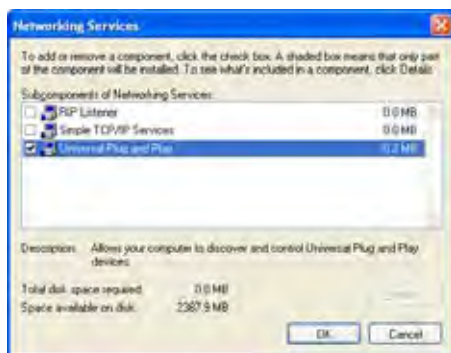 Networking Services
To add or remove a component, click the check box. A shaded box means that only part
of the component will be installed. To see what's included in a component, click Details.
Subcomponents of Networking Services:
RIP Listener 0.0 MB
Simple TCP/IP Services 0.0 MB
Universal Plug and Play 0.2 MB
Description: Allows your computer to discover and control Universal Plug and Play
devices.
Total disk space required: 0.0 MB
Space available on disk: 2367.9 MB
OK Cancel